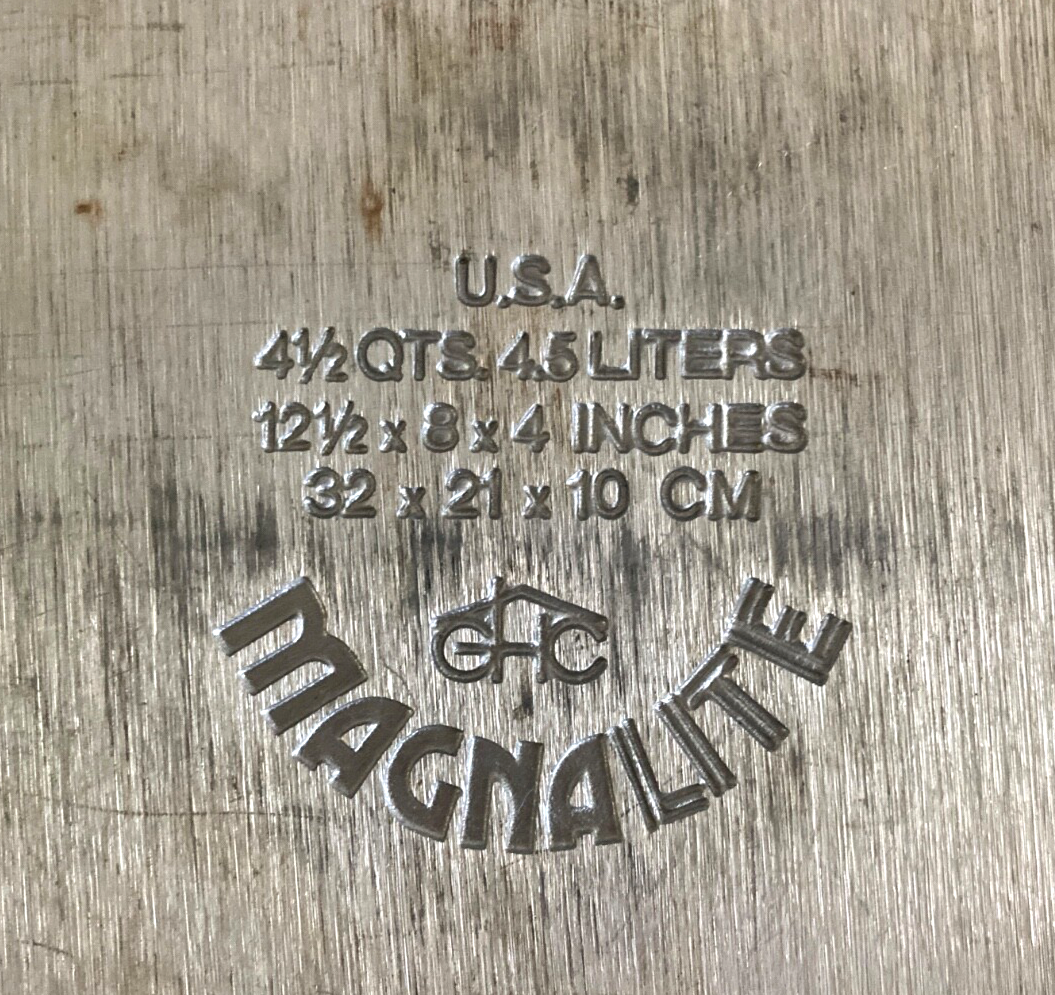 U.S.A.
4½ QTS. 4.5 LITERS
12½ x 8 x 4 INCHES
32 x 21 x 10 CM
GHC
MAGNALITE